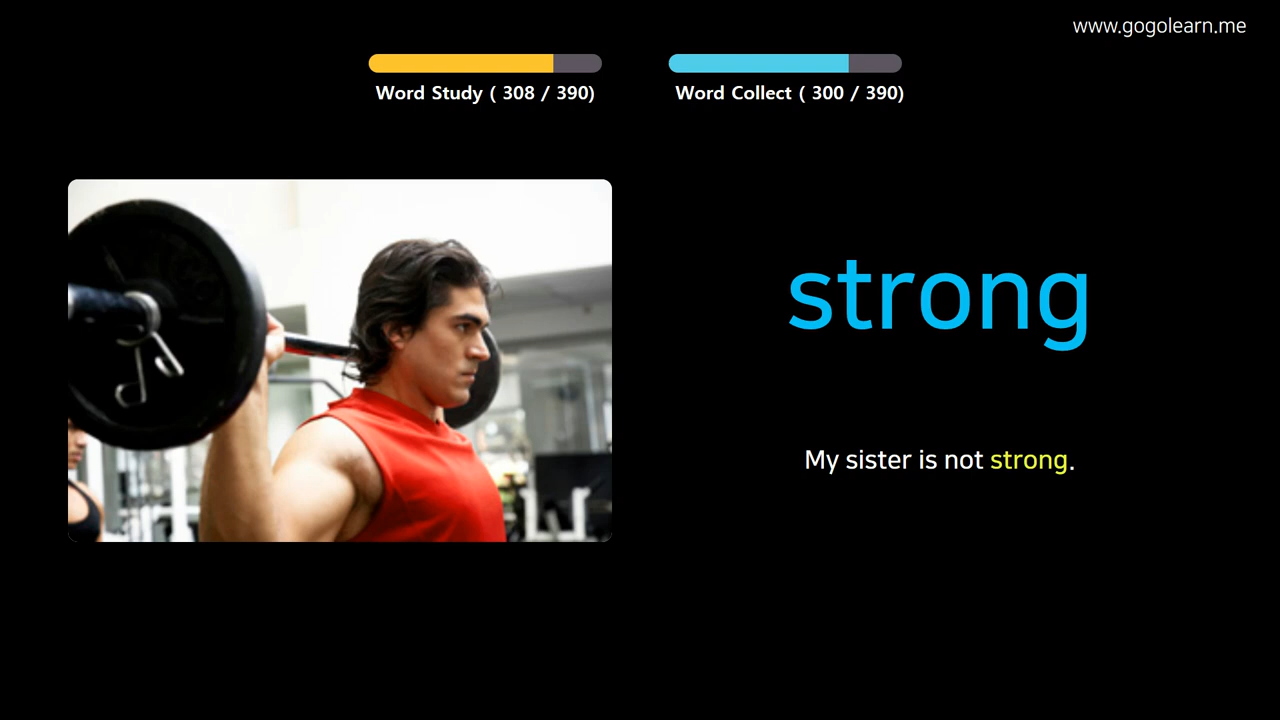 www.gogolearn.me
Word Study ( 308 / 390)
Word Collect ( 300 / 390)
strong
My sister is not strong.